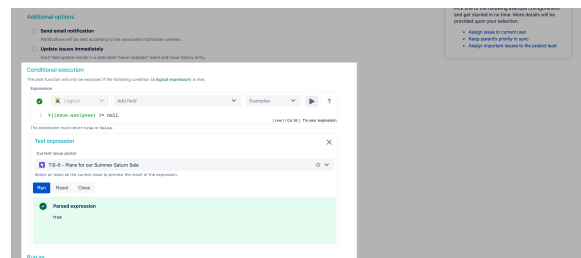 Pick one of the following example configurations
and get started in no time. More details will be
provided upon your selection.
Assign issue to current user
Keep parent's priority in sync
Assign important issues to the project lead
Additional options
Send email notification
Notifications will be sent according to the associated notification scheme.
Update issues immediately
Each field update results in a dedicated "Issue Updated" event and issue history entry.
Conditional execution
The post function will only be executed if the following condition (a logical expression) is met.
Expression
Logical Add field Examples ?
1 %{issue.assignee} != null
Try your expression
The expression must return true or false.
Test expression
Current issue picker
TIS-5 - Plans for our Summer Saturn Sale
Select an issue as the current issue to preview the result of the expression.
Run Reset Close
Parsed expression
true
Run as